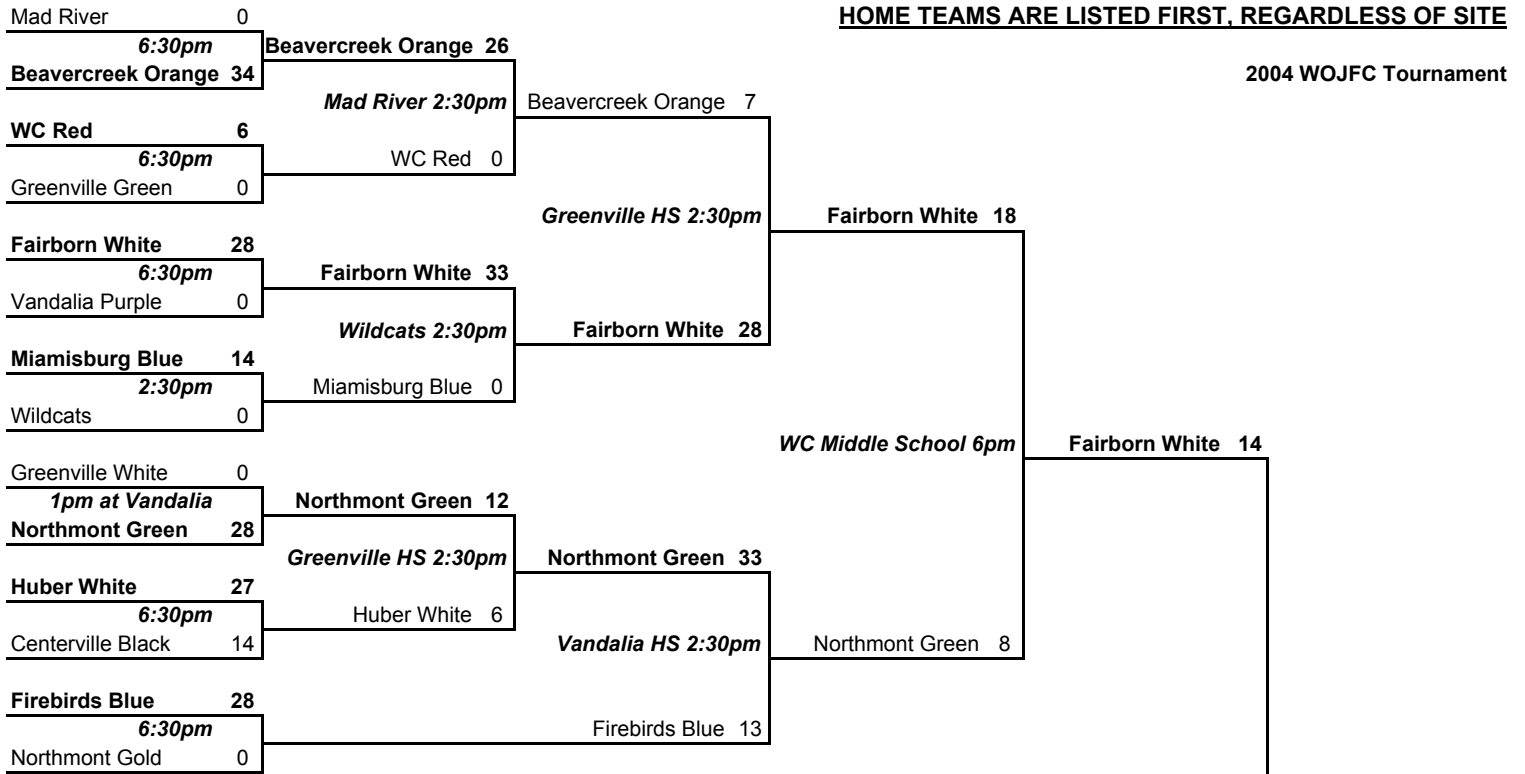 Mad River 0 HOME TEAMS ARE LISTED FIRST, REGARDLESS OF SITE
6:30pm Beavercreek Orange 26
Beavercreek Orange 34 2004 WOJFC Tournament
Mad River 2:30pm Beavercreek Orange 7
WC Red 6
6:30pm WC Red 0
Greenville Green 0
Greenville HS 2:30pm Fairborn White 18
Fairborn White 28
6:30pm Fairborn White 33
Vandalia Purple 0
Wildcats 2:30pm Fairborn White 28
Miamisburg Blue 14
2:30pm Miamisburg Blue 0
Wildcats 0
WC Middle School 6pm Fairborn White 14
Greenville White 0
1pm at Vandalia Northmont Green 12
Northmont Green 28
Greenville HS 2:30pm Northmont Green 33
Huber White 27
6:30pm Huber White 6
Centerville Black 14 Vandalia HS 2:30pm Northmont Green 8
Firebirds Blue 28
6:30pm Firebirds Blue 13
Northmont Gold 0